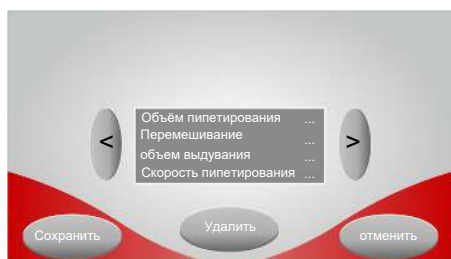 Объём пипетирования ...
Перемешивание ...
< >
объем выдувания ...
Скорость пипетирования ...
Удалить
Сохранить отменить